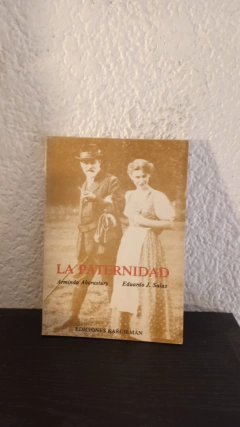 LA PATERNIDAD
Arminda Aberastury Eduardo J. Salas
EDICIONES KARGIEMAN